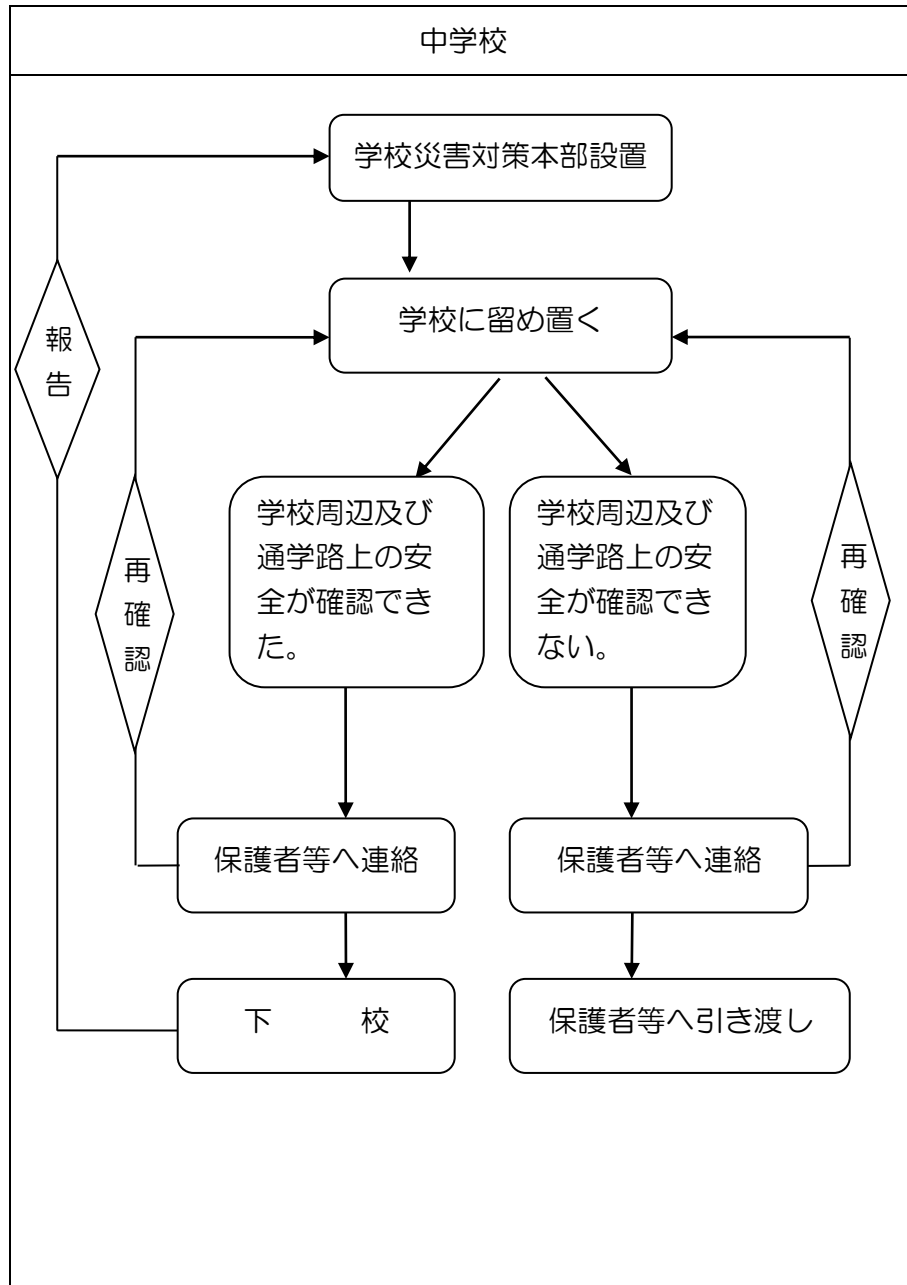 中学校
学校災害対策本部設置
学校に留め置く
報告
学校周辺及び
通学路上の安
全が確認でき
た。
学校周辺及び
通学路上の安
全が確認でき
ない。
再確認
再確認
保護者等へ連絡
保護者等へ連絡
下　　　校
保護者等へ引き渡し